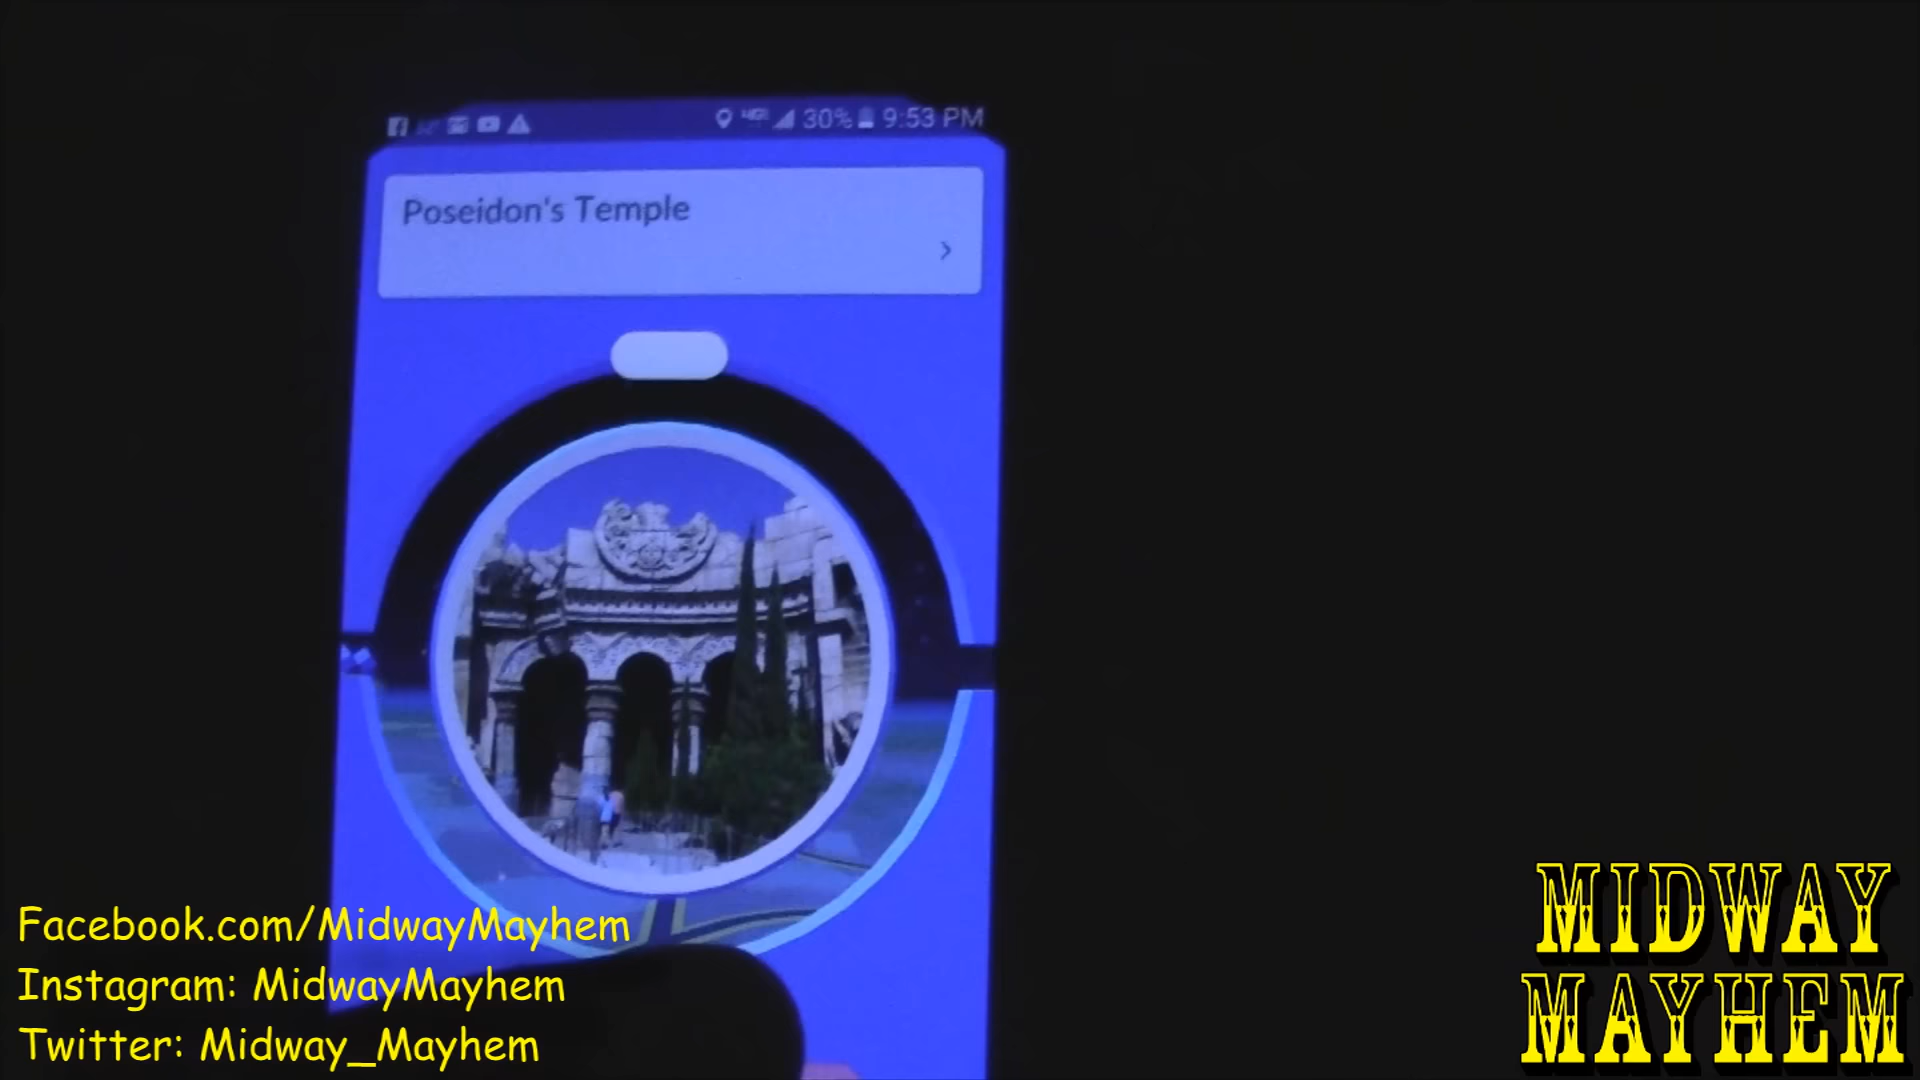 30% 9:53 PM
Poseidon's Temple
Facebook.com/MidwayMayhem
Instagram: MidwayMayhem
Twitter: Midway_Mayhem
MIDWAY
MAYHEM